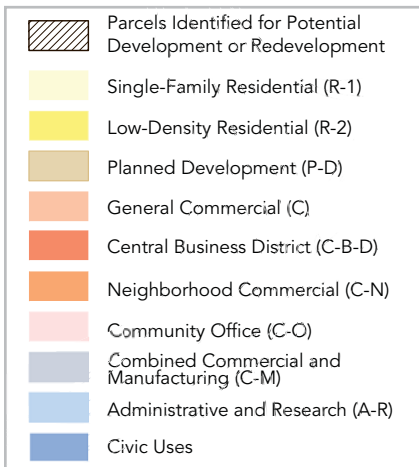 Parcels Identified for Potential
Development or Redevelopment
Single-Family Residential (R-1)
Low-Density Residential (R-2)
Planned Development (P-D)
General Commercial (C)
Central Business District (C-B-D)
Neighborhood Commercial (C-N)
Community Office (C-O)
Combined Commercial and
Manufacturing (C-M)
Administrative and Research (A-R)
Civic Uses